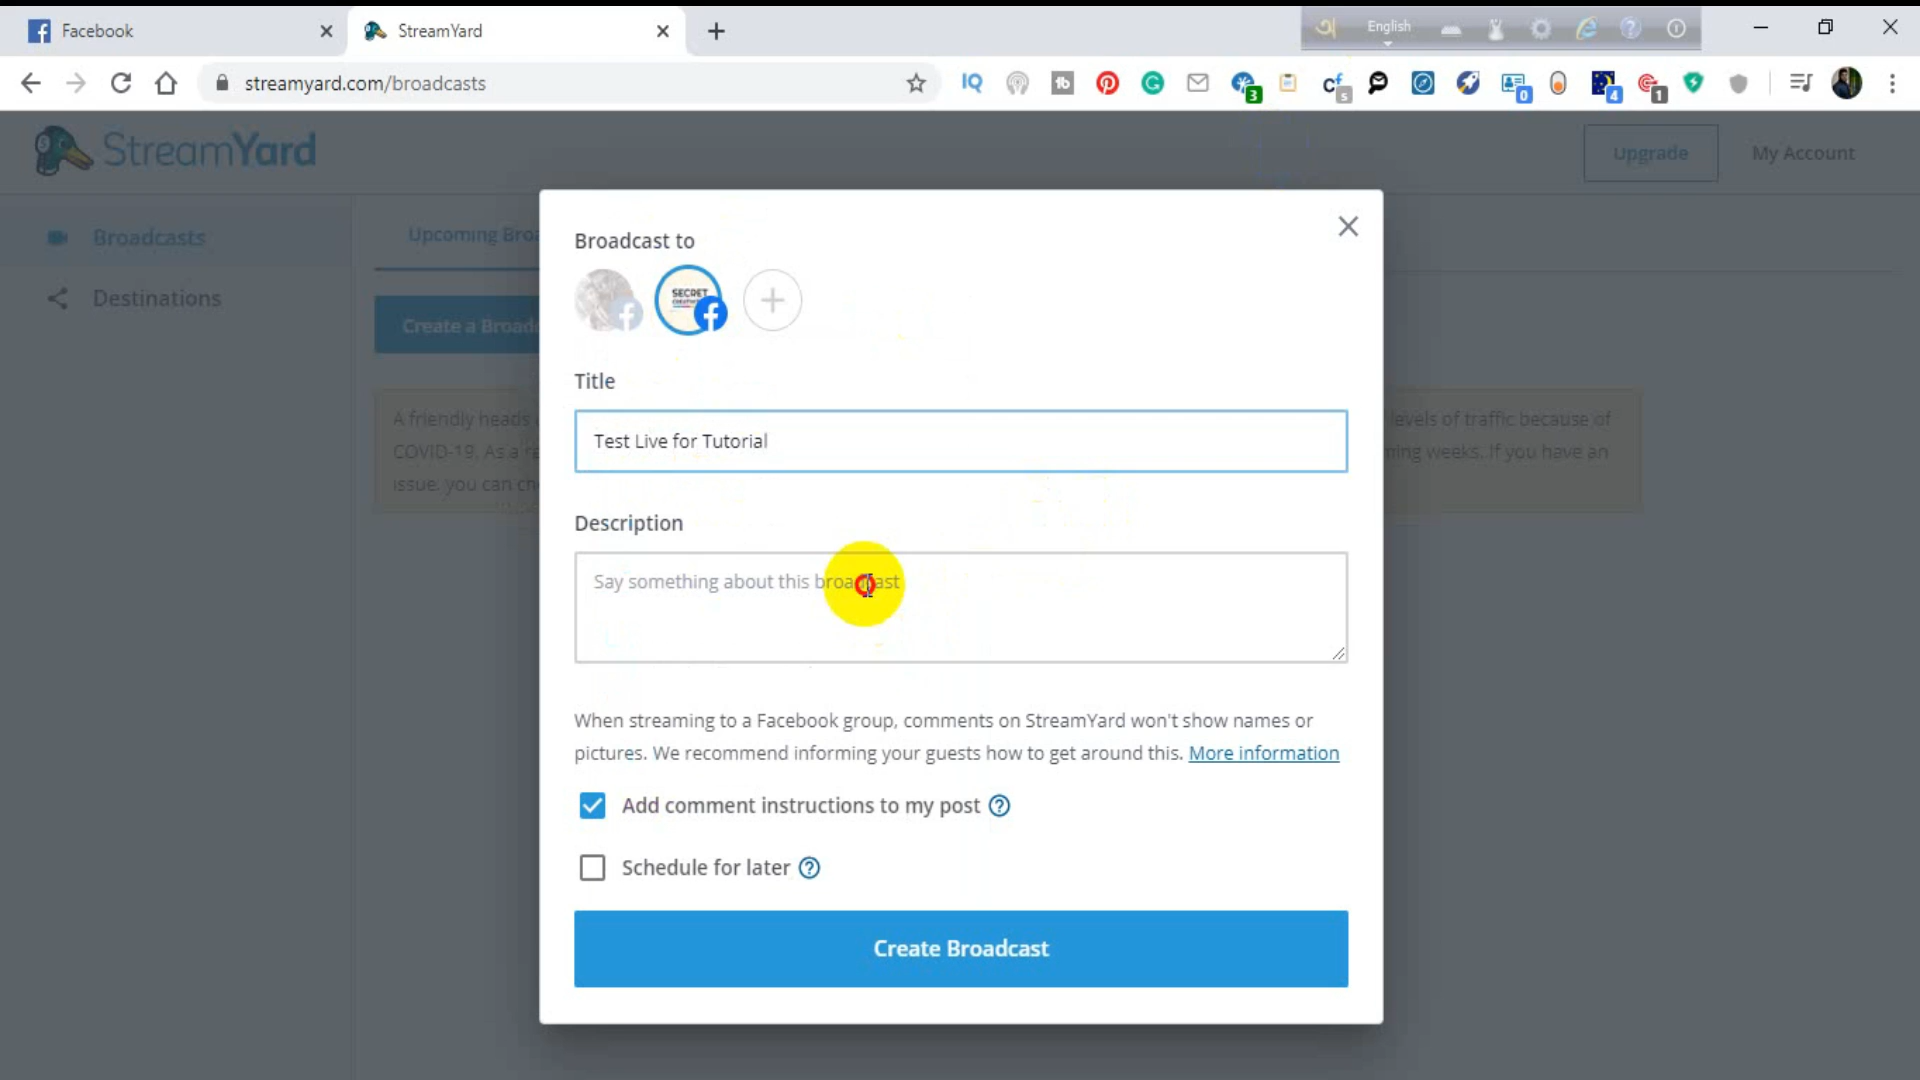 Facebook
StreamYard
English
streamyard.com/broadcasts
StreamYard
Upgrade
My Account
Broadcasts
Destinations
Upcoming Bro
Create a Broad
A friendly heads
levels of traffic because of
COVID-19. As a re
ming weeks. If you have an
issue, you can ch
Broadcast to
SECRET
Title
Test Live for Tutorial
Description
Say something about this broadcast
When streaming to a Facebook group, comments on StreamYard won't show names or
pictures. We recommend informing your guests how to get around this. More information
Add comment instructions to my post
Schedule for later
Create Broadcast